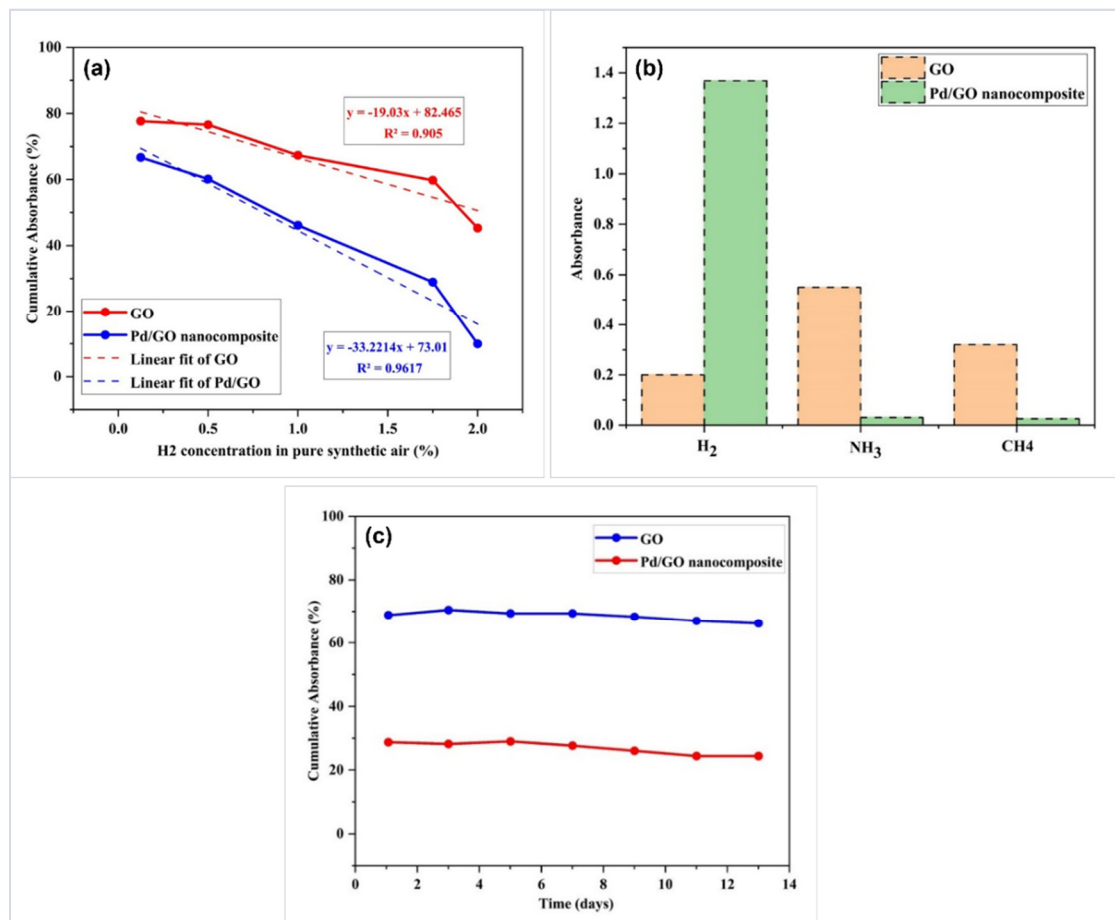 (a)
100
80
60
40
20
0
Cumulative Absorbance (%)
y = -19.03x + 82.465
R² = 0.905
GO
Pd/GO nanocomposite
Linear fit of GO
Linear fit of Pd/GO
y = -33.2214x + 73.01
R² = 0.9617
0.0 0.5 1.0 1.5 2.0
H2 concentration in pure synthetic air (%)
(b)
GO
Pd/GO nanocomposite
1.4
1.2
1.0
0.8
0.6
0.4
0.2
0.0
Absorbance
H₂ NH₃ CH4
(c)
GO
Pd/GO nanocomposite
100
80
60
40
20
0
Cumulative Absorbance (%)
0 2 4 6 8 10 12 14
Time (days)